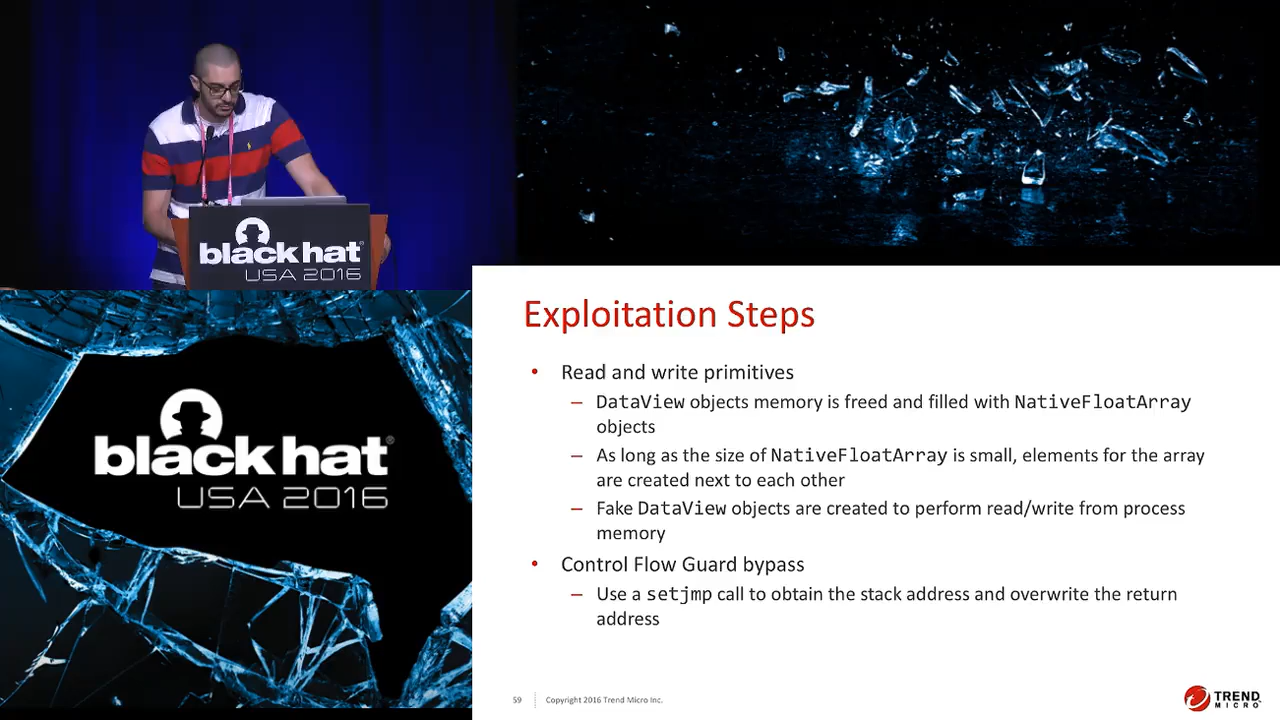 black hat
USA 2016
black hat®
USA 2016
Exploitation Steps
• Read and write primitives
– DataView objects memory is freed and filled with NativeFloatArray
objects
– As long as the size of NativeFloatArray is small, elements for the array
are created next to each other
– Fake DataView objects are created to perform read/write from process
memory
• Control Flow Guard bypass
– Use a setjmp call to obtain the stack address and overwrite the return
address
59
Copyright 2016 Trend Micro Inc.
TREND
MICRO